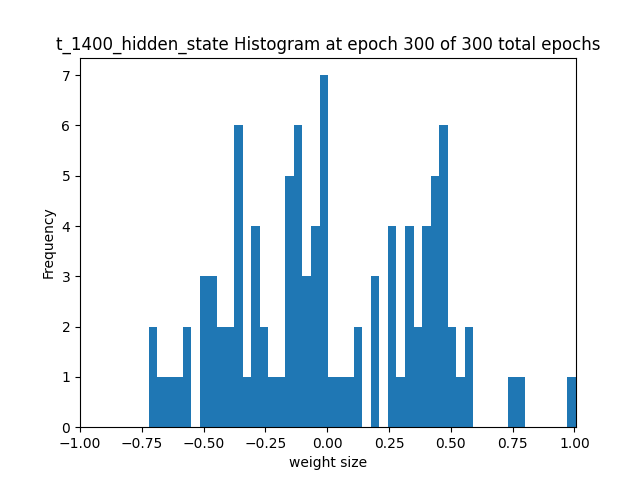 t_1400_hidden_state Histogram at epoch 300 of 300 total epochs
7
6
5
4
3
2
1
0
Frequency
−1.00 −0.75 −0.50 −0.25 0.00 0.25 0.50 0.75 1.00
weight size